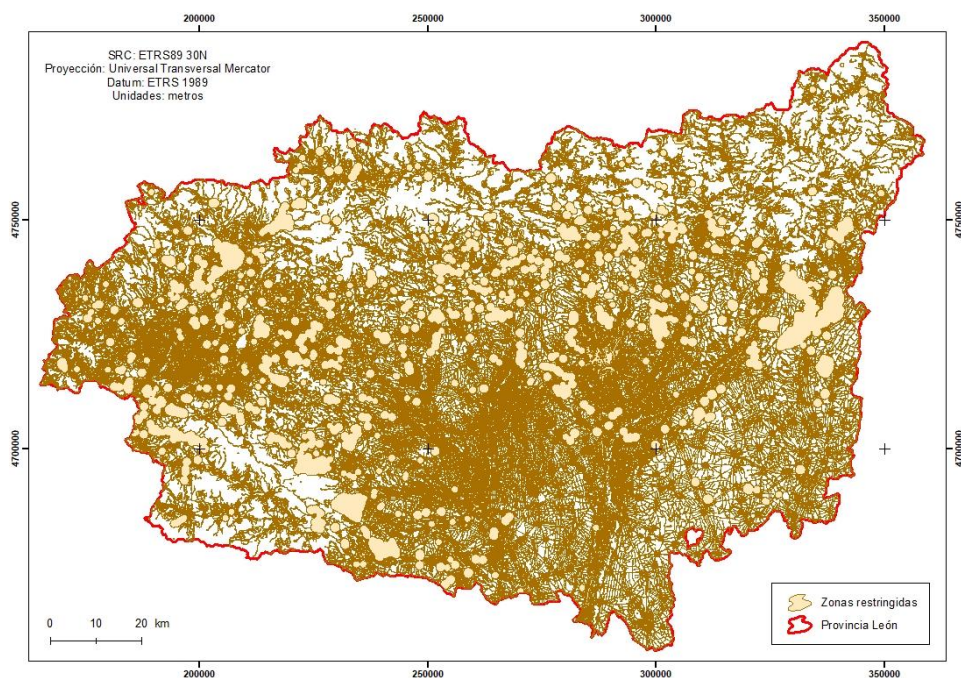 200000 250000 300000 350000
SRC: ETRS89 30N
Proyección: Universal Transversal Mercator
Datum: ETRS 1989
Unidades: metros
4750000 4750000
4700000 4700000
Zonas restringidas
Provincia León
0 10 20 km
200000 250000 300000 350000